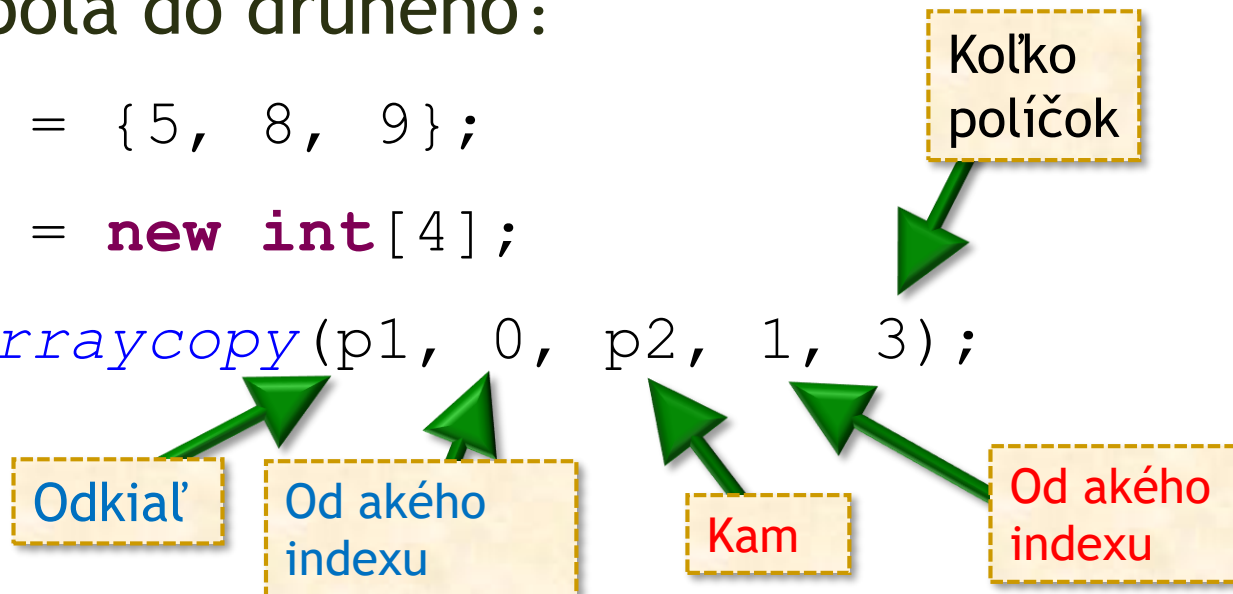 pola do druhého:
= {5, 8, 9};
= new int[4];
rraycopy(p1, 0, p2, 1, 3);
Koľko
políčok
Odkiaľ
Od akého
indexu
Kam
Od akého
indexu